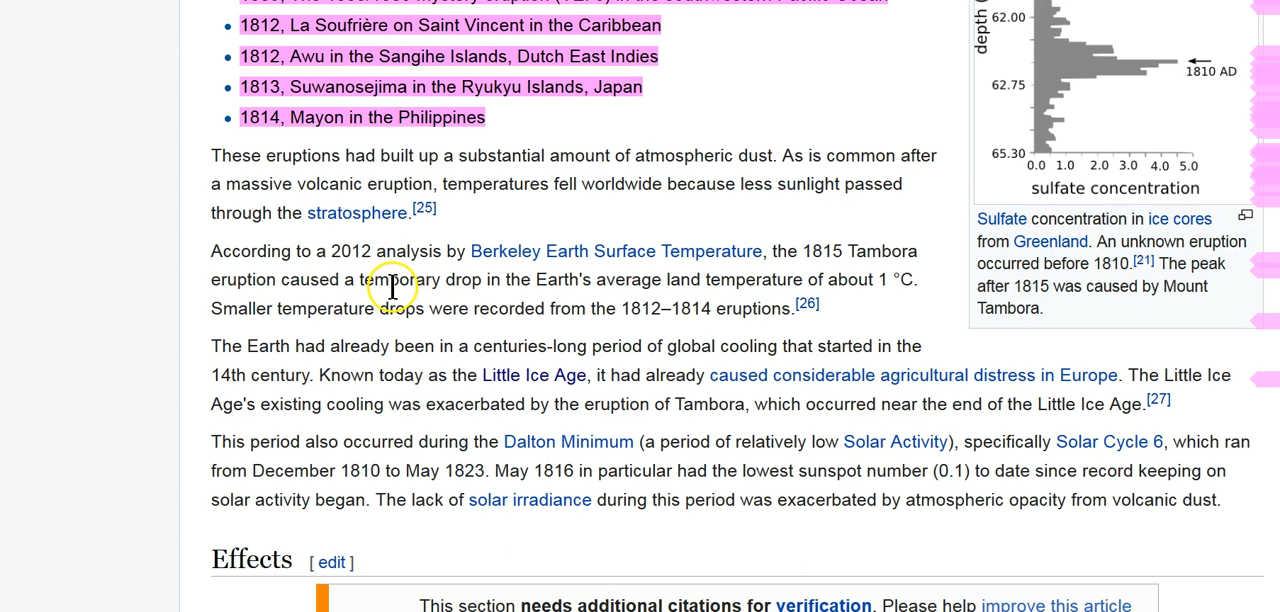 1812, La Soufrière on Saint Vincent in the Caribbean
1812, Awu in the Sangihe Islands, Dutch East Indies
1813, Suwanosejima in the Ryukyu Islands, Japan
1814, Mayon in the Philippines
These eruptions had built up a substantial amount of atmospheric dust. As is common after
a massive volcanic eruption, temperatures fell worldwide because less sunlight passed
through the stratosphere.[25]
According to a 2012 analysis by Berkeley Earth Surface Temperature, the 1815 Tambora
eruption caused a temporary drop in the Earth's average land temperature of about 1 °C.
Smaller temperature drops were recorded from the 1812–1814 eruptions.[26]
The Earth had already been in a centuries-long period of global cooling that started in the
14th century. Known today as the Little Ice Age, it had already caused considerable agricultural distress in Europe. The Little Ice
Age's existing cooling was exacerbated by the eruption of Tambora, which occurred near the end of the Little Ice Age.[27]
This period also occurred during the Dalton Minimum (a period of relatively low Solar Activity), specifically Solar Cycle 6, which ran
from December 1810 to May 1823. May 1816 in particular had the lowest sunspot number (0.1) to date since record keeping on
solar activity began. The lack of solar irradiance during this period was exacerbated by atmospheric opacity from volcanic dust.
Effects [ edit ]
This section needs additional citations for verification. Please help improve this article
depth (
62.00
62.75
65.30
1810 AD
0.0 1.0 2.0 3.0 4.0 5.0
sulfate concentration
Sulfate concentration in ice cores
from Greenland. An unknown eruption
occurred before 1810.[21] The peak
after 1815 was caused by Mount
Tambora.